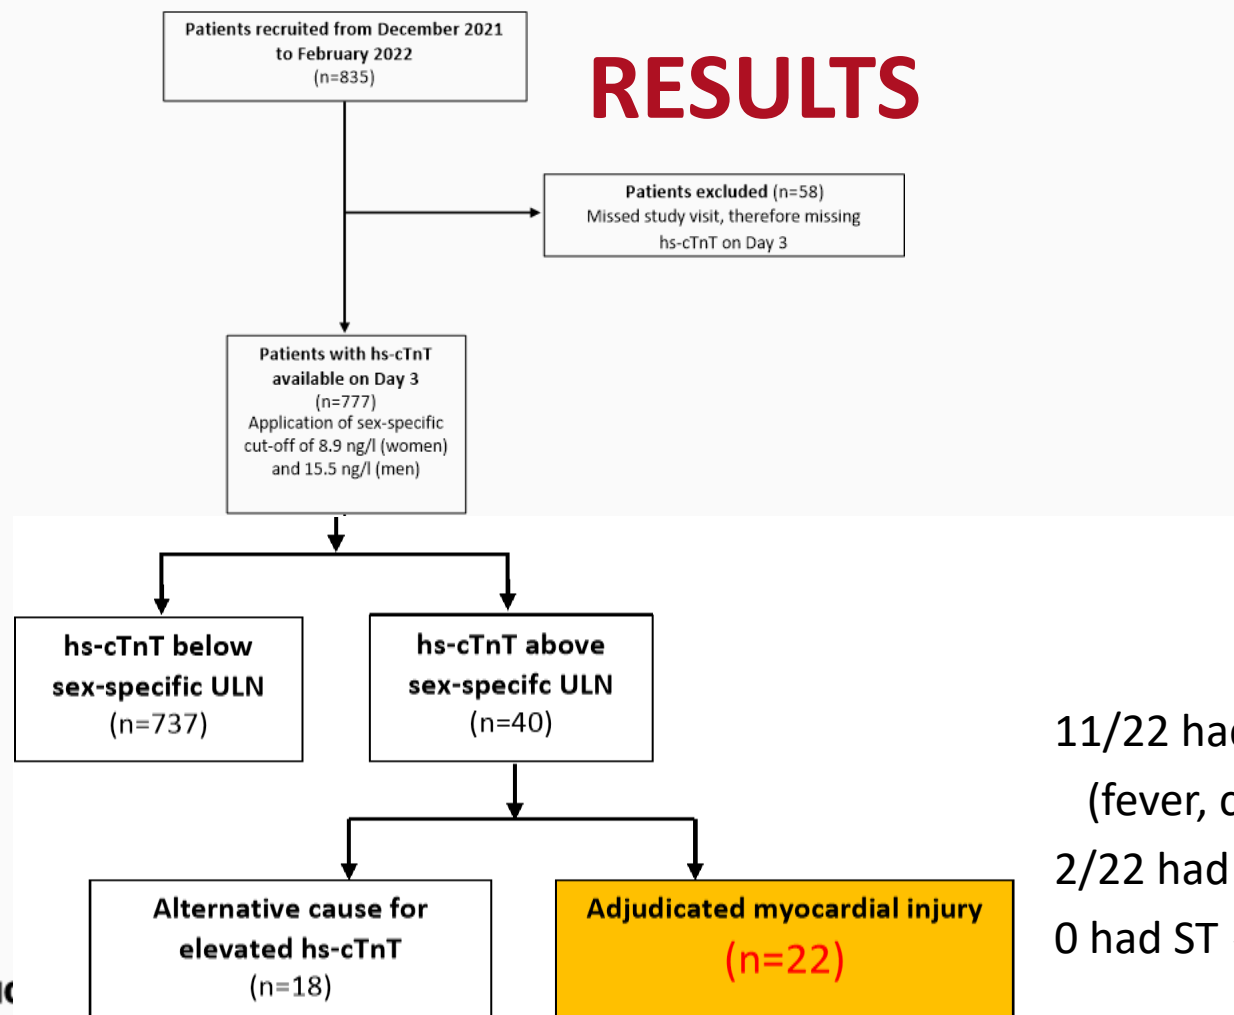 Patients recruited from December 2021
to February 2022
(n=835)
RESULTS
Patients excluded (n=58)
Missed study visit, therefore missing
hs-cTnT on Day 3
Patients with hs-cTnT
available on Day 3
(n=777)
Application of sex-specific
cut-off of 8.9 ng/l (women)
and 15.5 ng/l (men)
hs-cTnT below
sex-specific ULN
(n=737)
hs-cTnT above
sex-specifc ULN
(n=40)
11/22 had
(fever,
2/22 had
0 had ST
Alternative cause for
elevated hs-cTnT
(n=18)
Adjudicated myocardial injury
(n=22)